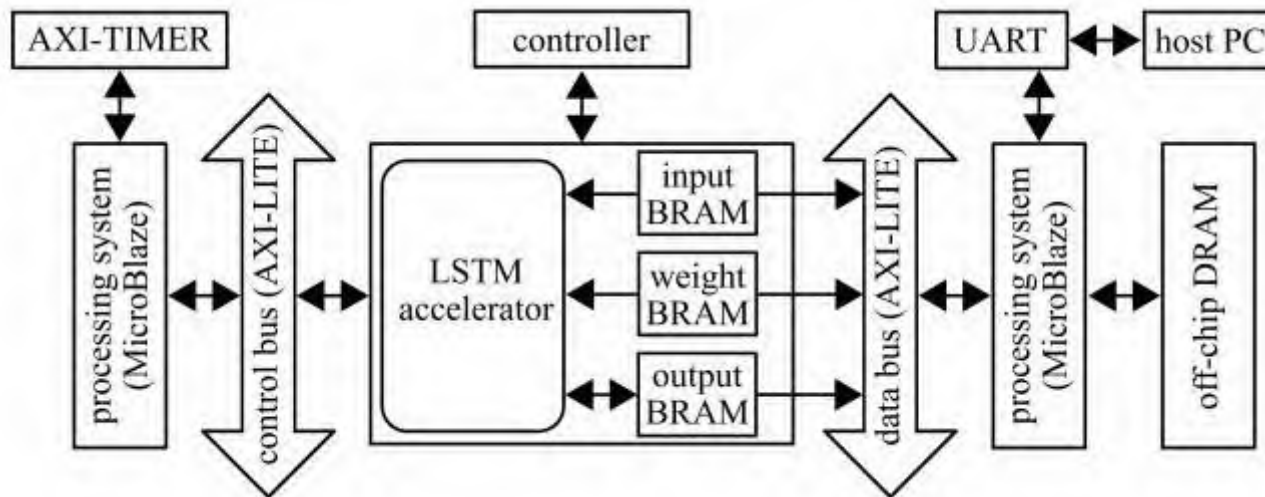 AXI-TIMER
controller
UART
host PC
processing system
(MicroBlaze)
control bus (AXI-LITE)
LSTM
accelerator
input
BRAM
weight
BRAM
output
BRAM
data bus (AXI-LITE)
processing system
(MicroBlaze)
off-chip DRAM